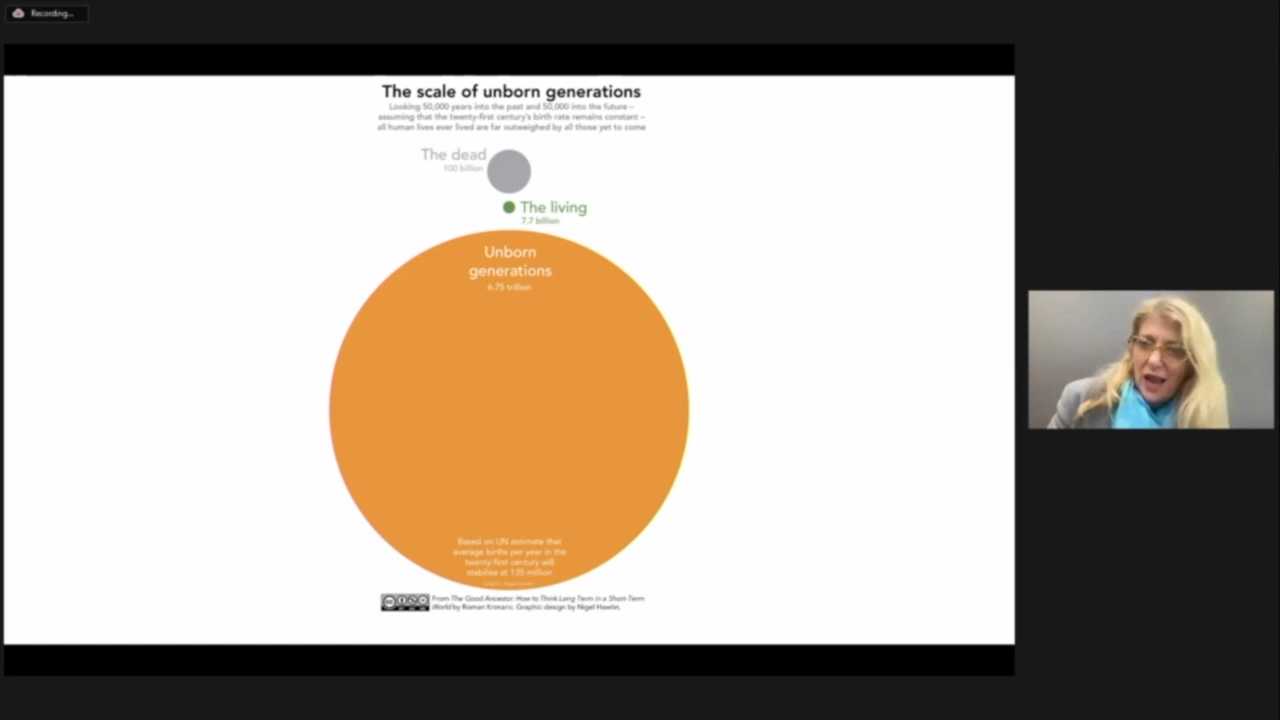 Recording...
The scale of unborn generations
Looking 50,000 years into the past and 50,000 into the future –
assuming that the twenty-first century's birth rate remains constant –
all human lives ever lived are far outweighed by all those yet to come
The dead
100 billion
The living
7.7 billion
Unborn
generations
6.75 trillion
Based on UN estimate that
average births per year in the
twenty-first century will
stabilise at 135 million
From The Good Ancestor: How to Think Long Term in a Short-Term
World by Roman Krznaric. Graphic design by Nigel Hawtin.